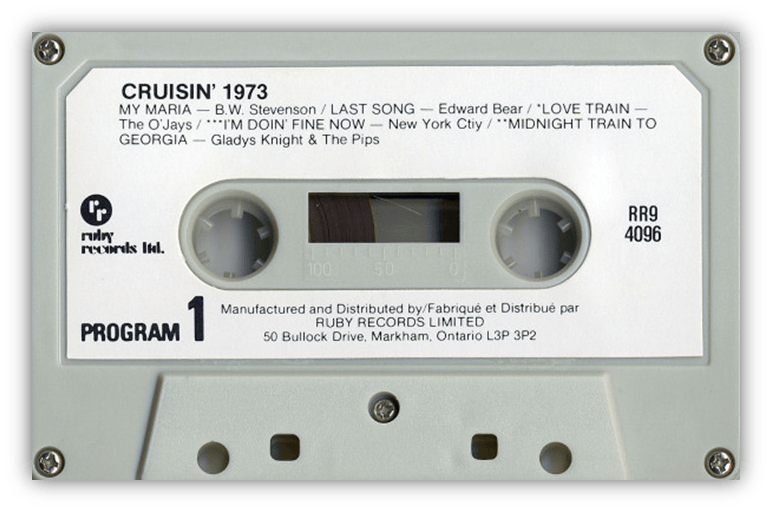 CRUISIN' 1973
MY MARIA — B.W. Stevenson / LAST SONG — Edward Bear / *LOVE TRAIN —
The O'Jays / ***I'M DOIN' FINE NOW — New York Ctiy / **MIDNIGHT TRAIN TO
GEORGIA — Gladys Knight & The Pips
rr
ruby
records ltd.
RR9
4096
100 50 0
PROGRAM 1
Manufactured and Distributed by/Fabriqué et Distribué par
RUBY RECORDS LIMITED
50 Bullock Drive, Markham, Ontario L3P 3P2